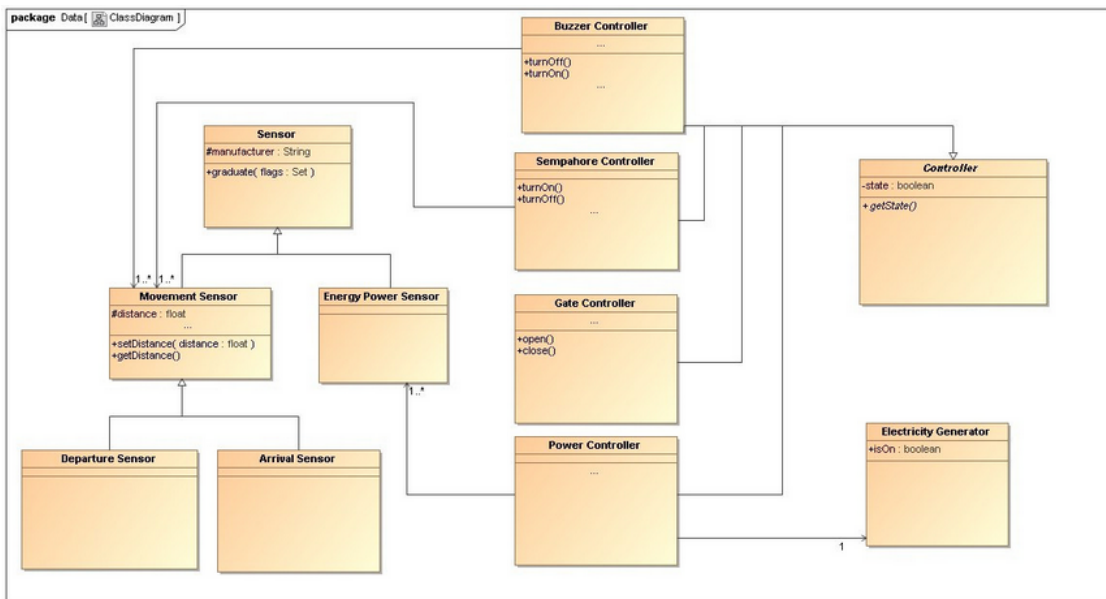 package Data[ ClassDiagram ]
Buzzer Controller
...
+turnOff()
+turnOn()
...
Sensor
#manufacturer : String
+graduate( flags : Set )
Sempahore Controller
+turnOn()
+turnOff()
...
Controller
-state : boolean
+ getState()
1..*
1..*
Movement Sensor
#distance : float
...
+setDistance( distance : float )
+getDistance()
Energy Power Sensor
1..*
Gate Controller
...
+open()
+close()
Departure Sensor
Arrival Sensor
Power Controller
...
Electricity Generator
+isOn : boolean
1